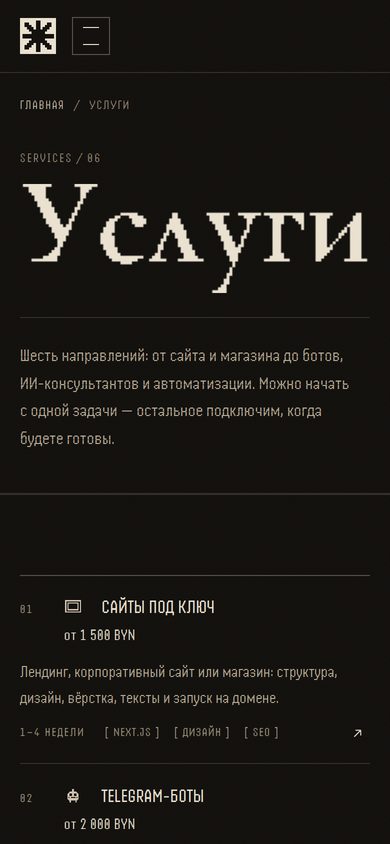 ГЛАВНАЯ / УСЛУГИ
SERVICES / 06
Услуги
Шесть направлений: от сайта и магазина до ботов,
ИИ-консультантов и автоматизации. Можно начать
с одной задачи — остальное подключим, когда
будете готовы.
01 САЙТЫ ПОД КЛЮЧ
от 1 500 BYN
Лендинг, корпоративный сайт или магазин: структура,
дизайн, вёрстка, тексты и запуск на домене.
1–4 НЕДЕЛИ [ NEXT.JS ] [ ДИЗАЙН ] [ SEO ]
02 TELEGRAM-БОТЫ
от 2 000 BYN